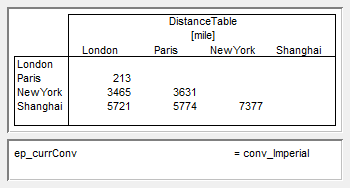 DistanceTable
[mile]
London Paris NewYork Shanghai
London
Paris 213
NewYork 3465 3631
Shanghai 5721 5774 7377
ep_currConv = conv_Imperial